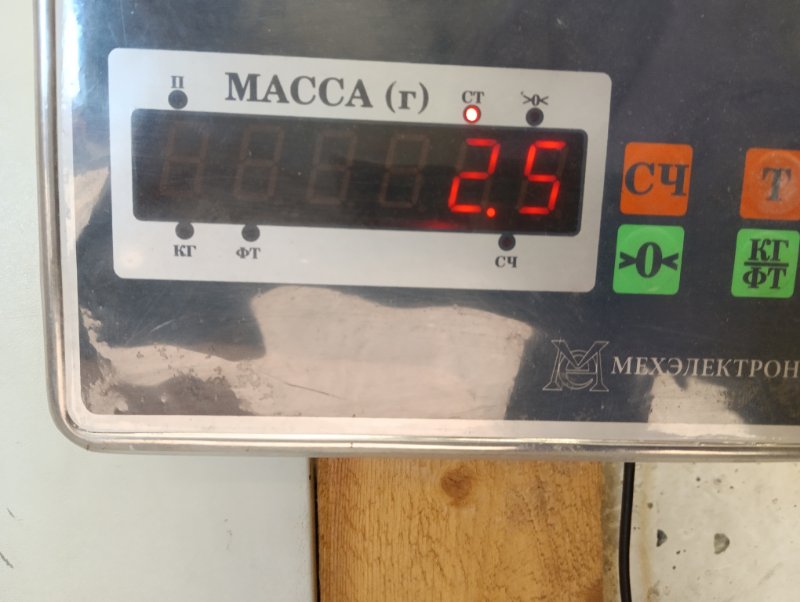 П
МАССА (г)
СТ
>0<
2.5
КГ
ФТ
СЧ
СЧ
Т
>0<
КГ
ФТ
МЕХЭЛЕКТРОН